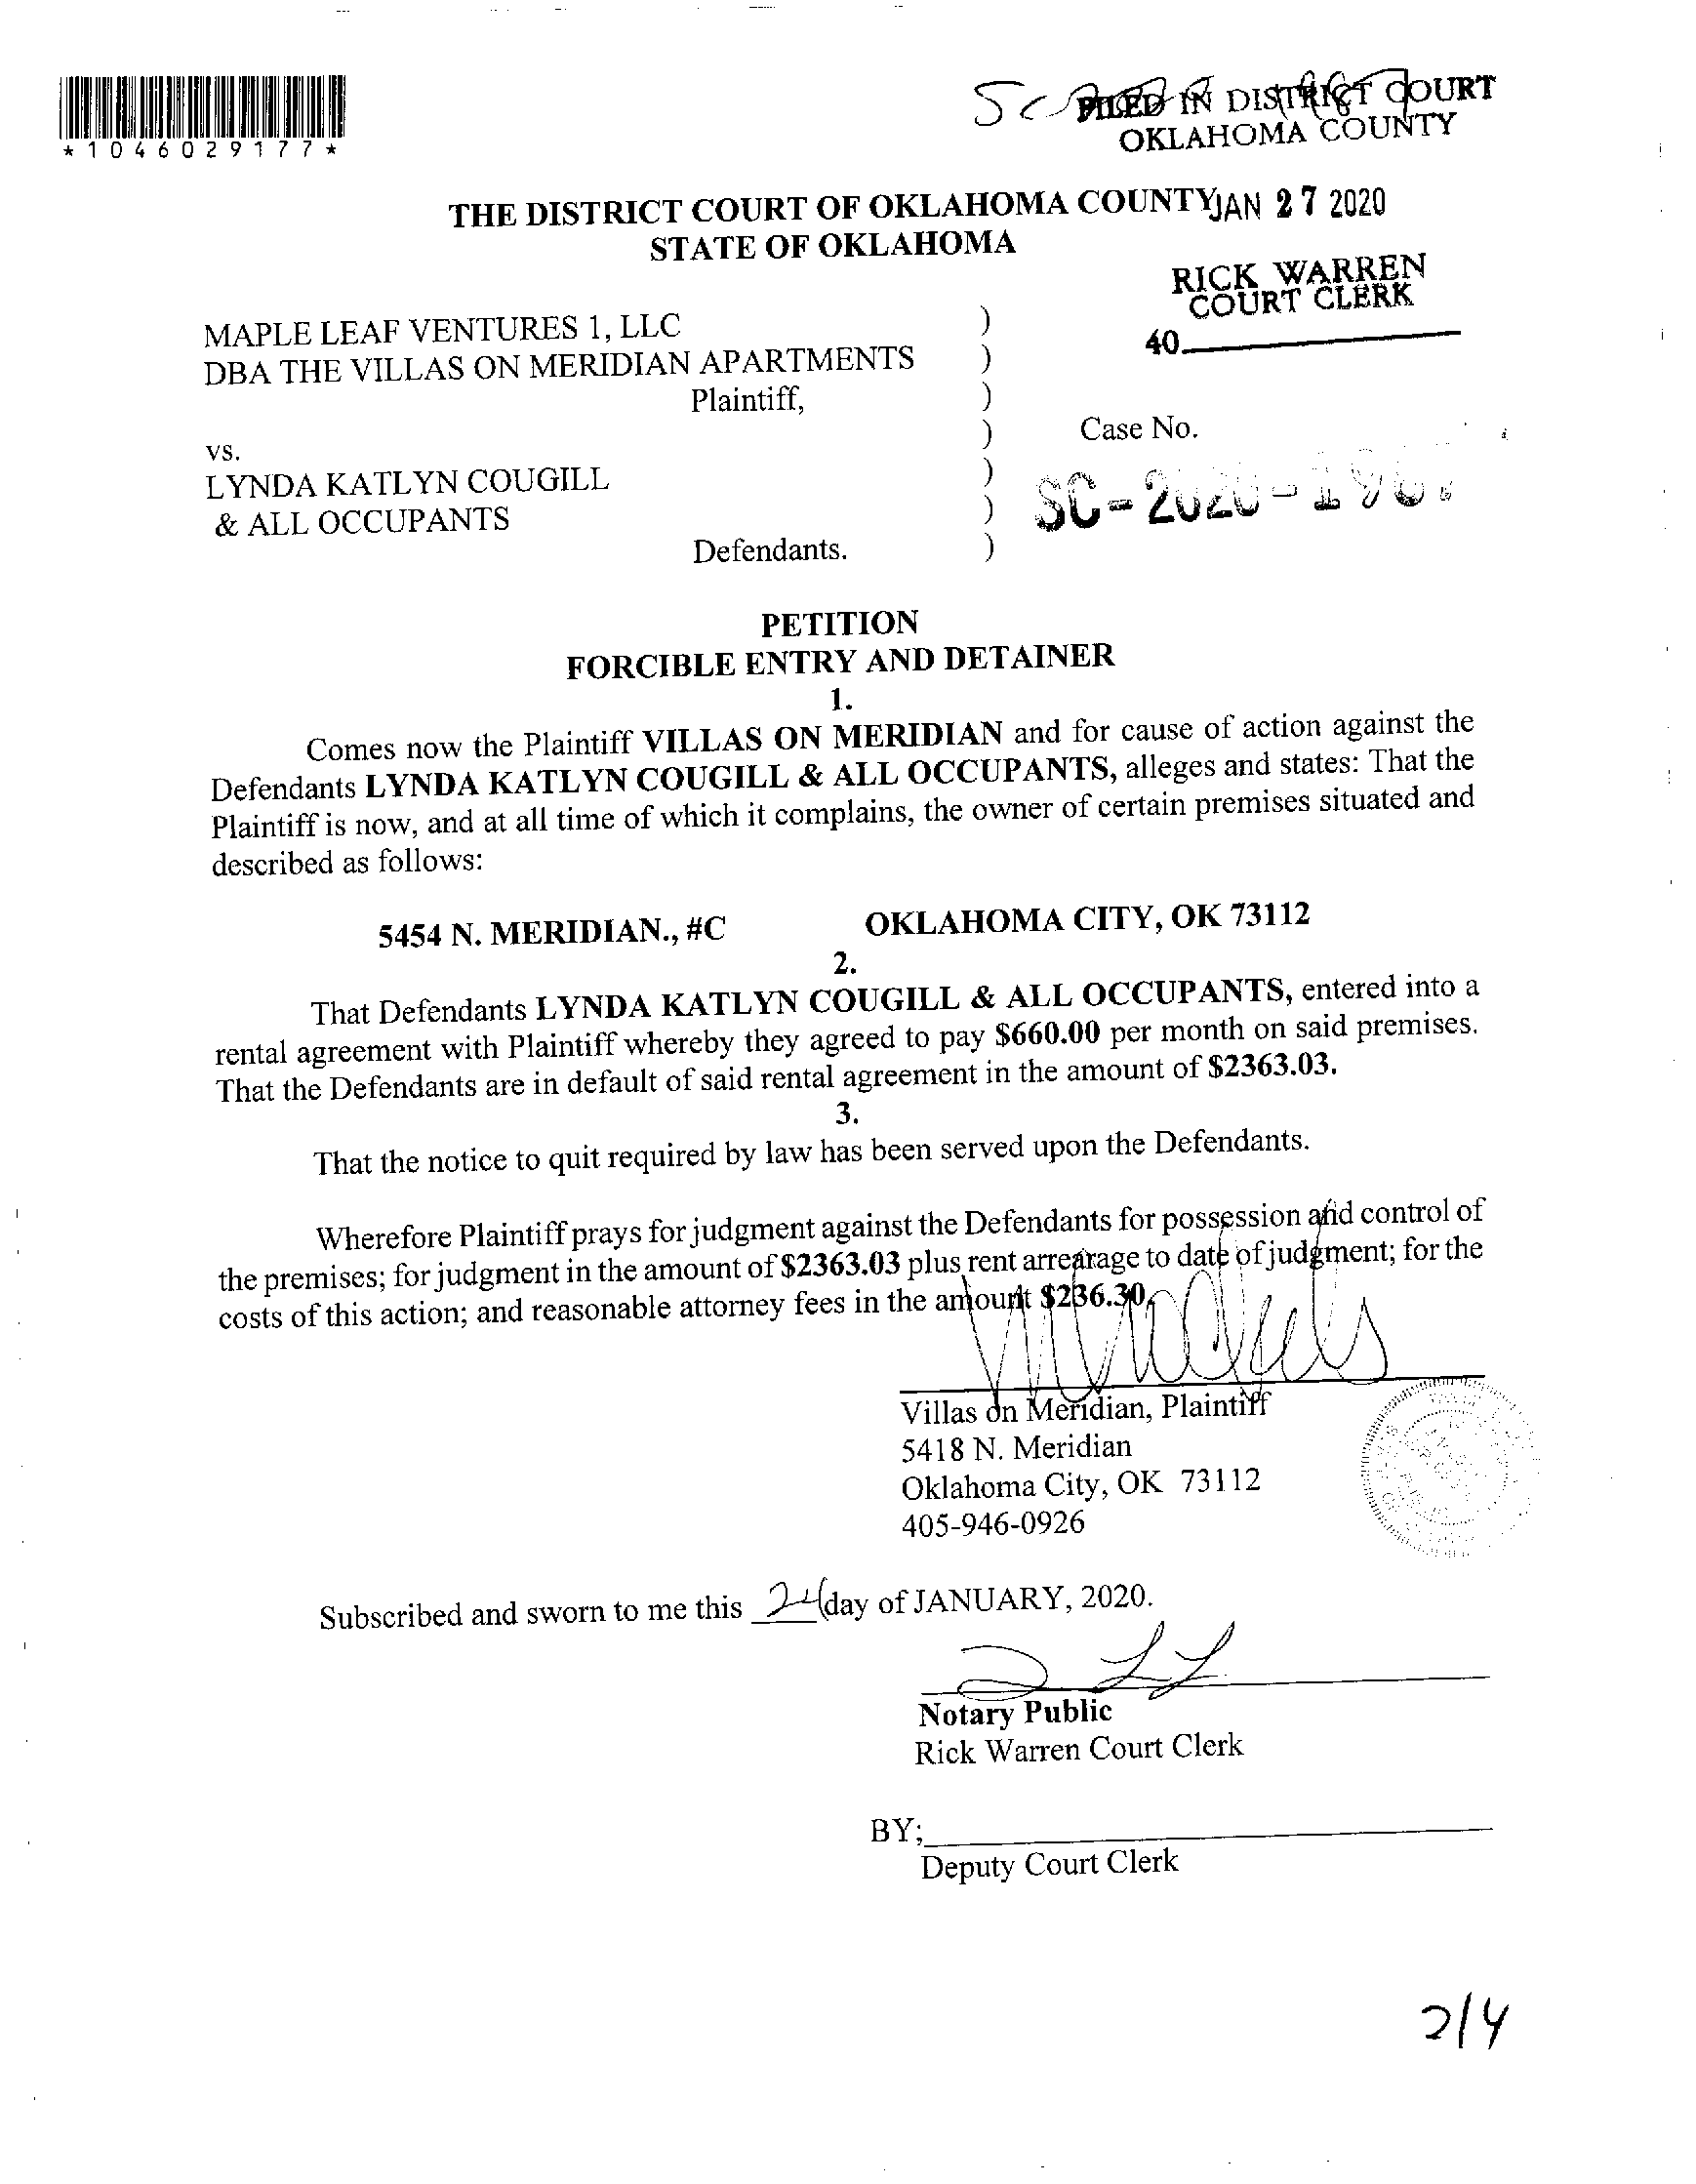 *1046029177*
FILED IN DISTRICT COURT
OKLAHOMA COUNTY
THE DISTRICT COURT OF OKLAHOMA COUNTY JAN 27 2020
STATE OF OKLAHOMA
RICK WARREN
COURT CLERK
40
MAPLE LEAF VENTURES 1, LLC )
DBA THE VILLAS ON MERIDIAN APARTMENTS )
Plaintiff, )
) Case No.
vs.
LYNDA KATLYN COUGILL )
& ALL OCCUPANTS ) SC-2020-196
Defendants. )
PETITION
FORCIBLE ENTRY AND DETAINER
1.
Comes now the Plaintiff VILLAS ON MERIDIAN and for cause of action against the
Defendants LYNDA KATLYN COUGILL & ALL OCCUPANTS, alleges and states: That the
Plaintiff is now, and at all time of which it complains, the owner of certain premises situated and
described as follows:
5454 N. MERIDIAN., #C OKLAHOMA CITY, OK 73112
2.
That Defendants LYNDA KATLYN COUGILL & ALL OCCUPANTS, entered into a
rental agreement with Plaintiff whereby they agreed to pay $660.00 per month on said premises.
That the Defendants are in default of said rental agreement in the amount of $2363.03.
3.
That the notice to quit required by law has been served upon the Defendants.
Wherefore Plaintiff prays for judgment against the Defendants for possession and control of
the premises; for judgment in the amount of $2363.03 plus rent arrearage to date of judgment; for the
costs of this action; and reasonable attorney fees in the amount $236.30.
Villas on Meridian, Plaintiff
5418 N. Meridian
Oklahoma City, OK 73112
405-946-0926
Subscribed and sworn to me this day of JANUARY, 2020.
Notary Public
Rick Warren Court Clerk
BY;
Deputy Court Clerk
2/4